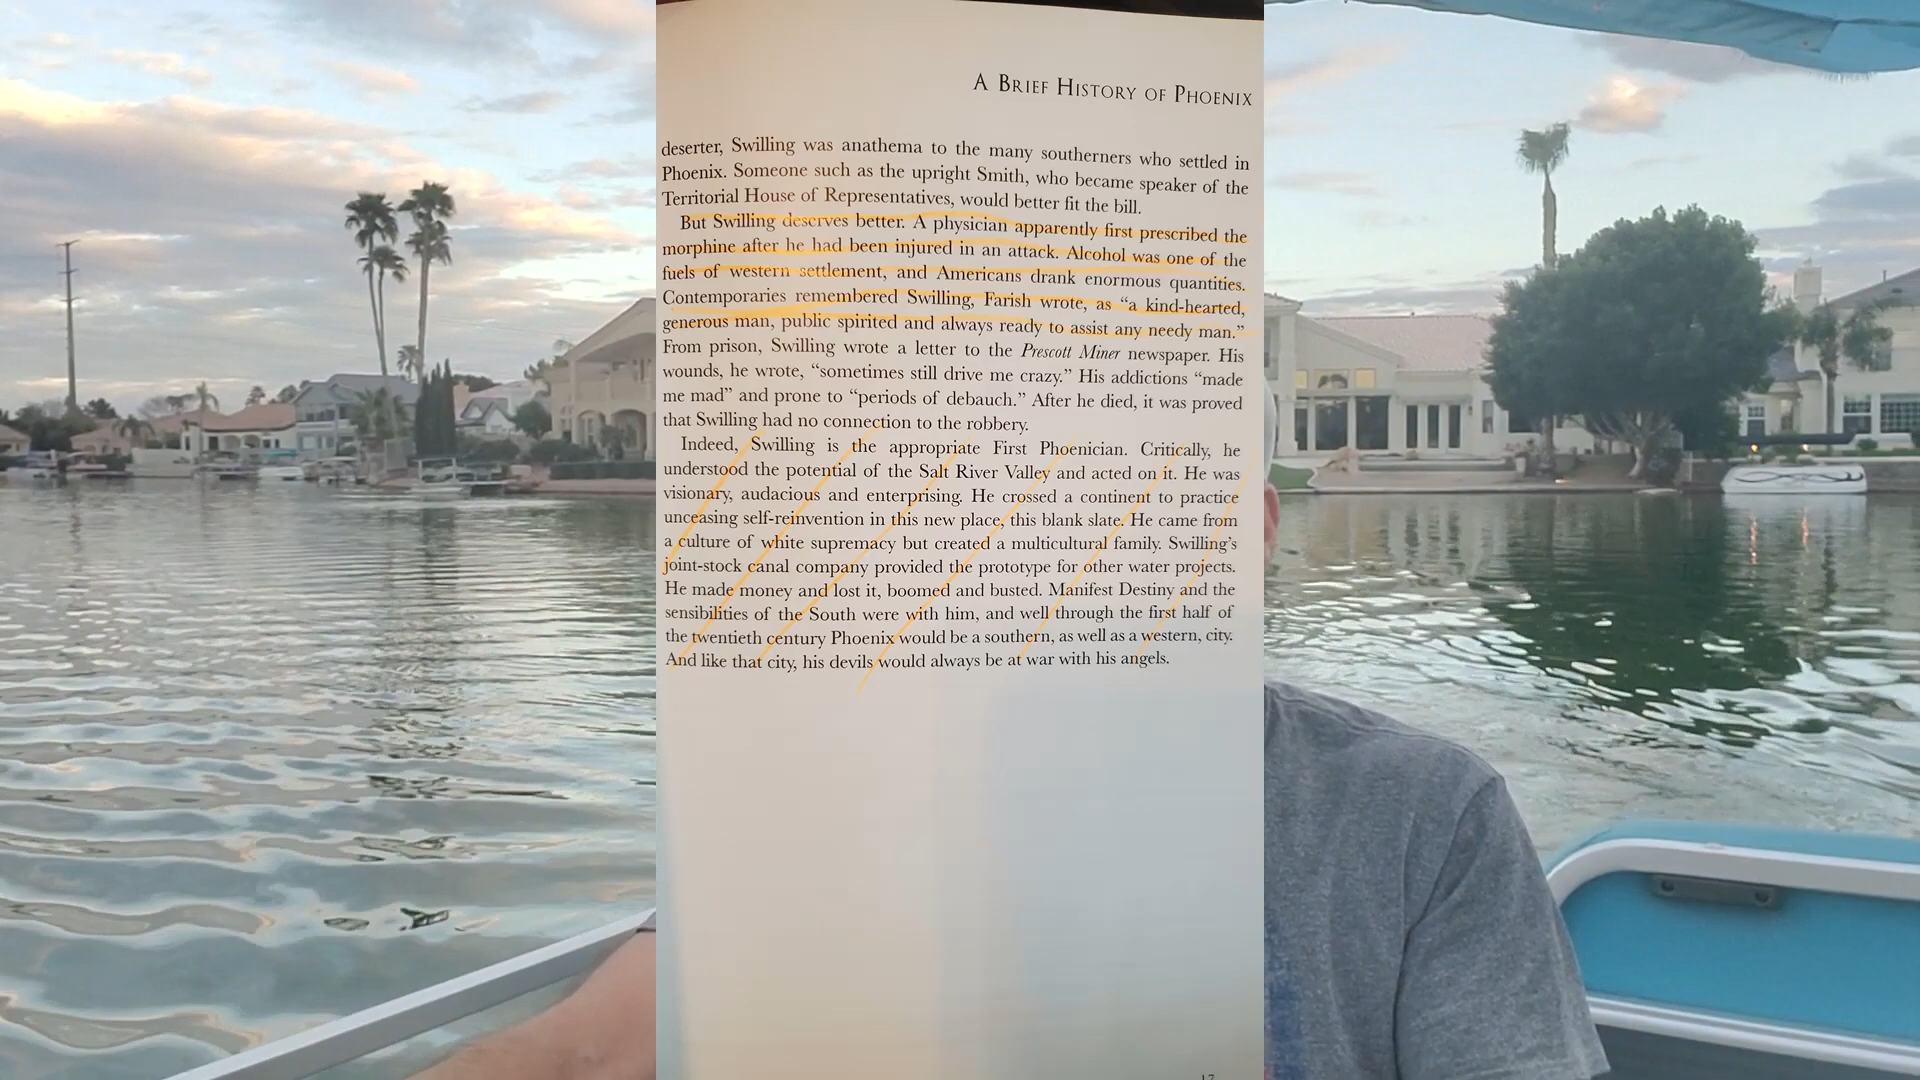 A BRIEF HISTORY OF PHOENIX
deserter, Swilling was anathema to the many southerners who settled in
Phoenix. Someone such as the upright Smith, who became speaker of the
Territorial House of Representatives, would better fit the bill.
But Swilling deserves better. A physician apparently first prescribed the
morphine after he had been injured in an attack. Alcohol was one of the
fuels of western settlement, and Americans drank enormous quantities.
Contemporaries remembered Swilling, Farish wrote, as “a kind-hearted,
generous man, public spirited and always ready to assist any needy man.”
From prison, Swilling wrote a letter to the Prescott Miner newspaper. His
wounds, he wrote, “sometimes still drive me crazy.” His addictions “made
me mad” and prone to “periods of debauch.” After he died, it was proved
that Swilling had no connection to the robbery.
Indeed, Swilling is the appropriate First Phoenician. Critically, he
understood the potential of the Salt River Valley and acted on it. He was
visionary, audacious and enterprising. He crossed a continent to practice
unceasing self-reinvention in this new place, this blank slate. He came from
a culture of white supremacy but created a multicultural family. Swilling’s
joint-stock canal company provided the prototype for other water projects.
He made money and lost it, boomed and busted. Manifest Destiny and the
sensibilities of the South were with him, and well through the first half of
the twentieth century Phoenix would be a southern, as well as a western, city.
And like that city, his devils would always be at war with his angels.